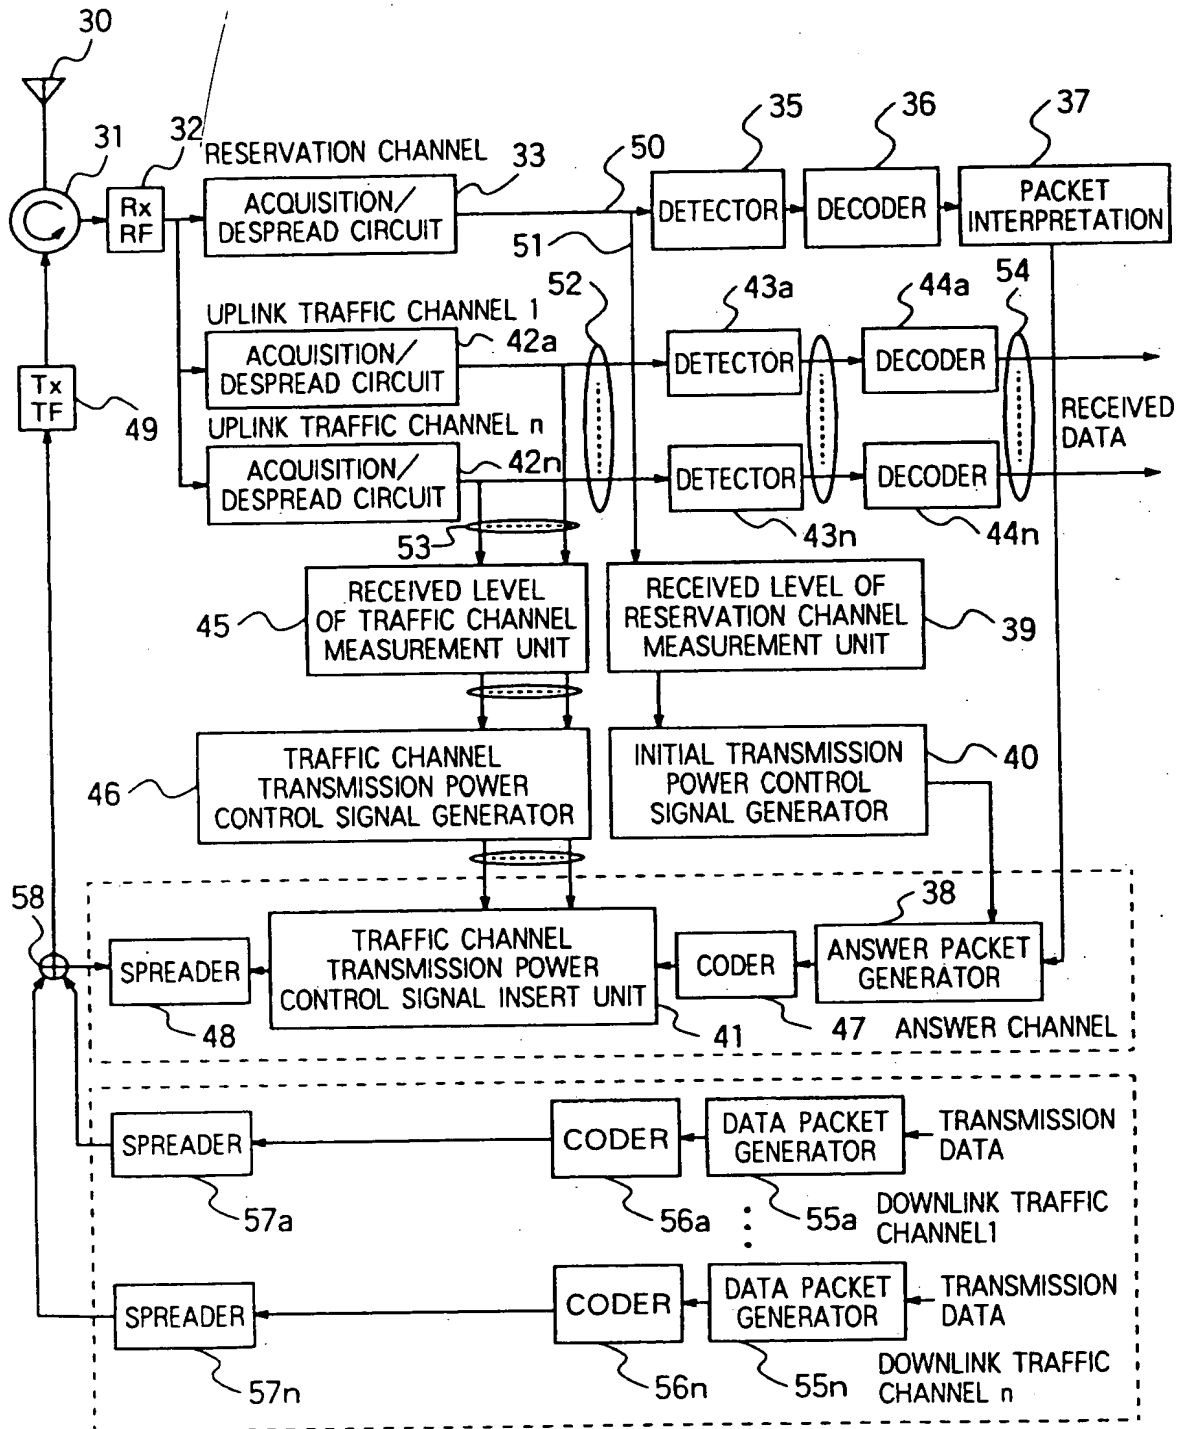 30
31
32
RESERVATION CHANNEL
33
50
35
36
37
Rx
RF
ACQUISITION/
DESPREAD CIRCUIT
DETECTOR
DECODER
PACKET
INTERPRETATION
51
52
43a
44a
54
UPLINK TRAFFIC CHANNEL 1
42a
ACQUISITION/
DESPREAD CIRCUIT
DETECTOR
DECODER
Tx
TF
49
RECEIVED
DATA
UPLINK TRAFFIC CHANNEL n
42n
ACQUISITION/
DESPREAD CIRCUIT
DETECTOR
DECODER
53
43n
44n
45
RECEIVED LEVEL
OF TRAFFIC CHANNEL
MEASUREMENT UNIT
RECEIVED LEVEL OF
RESERVATION CHANNEL
MEASUREMENT UNIT
39
46
TRAFFIC CHANNEL
TRANSMISSION POWER
CONTROL SIGNAL GENERATOR
INITIAL TRANSMISSION
POWER CONTROL
SIGNAL GENERATOR
40
58
38
SPREADER
TRAFFIC CHANNEL
TRANSMISSION POWER
CONTROL SIGNAL INSERT UNIT
CODER
ANSWER PACKET
GENERATOR
48
41
47
ANSWER CHANNEL
SPREADER
CODER
DATA PACKET
GENERATOR
TRANSMISSION
DATA
57a
56a
55a
DOWNLINK TRAFFIC
CHANNEL1
SPREADER
CODER
DATA PACKET
GENERATOR
TRANSMISSION
DATA
57n
56n
55n
DOWNLINK TRAFFIC
CHANNEL n